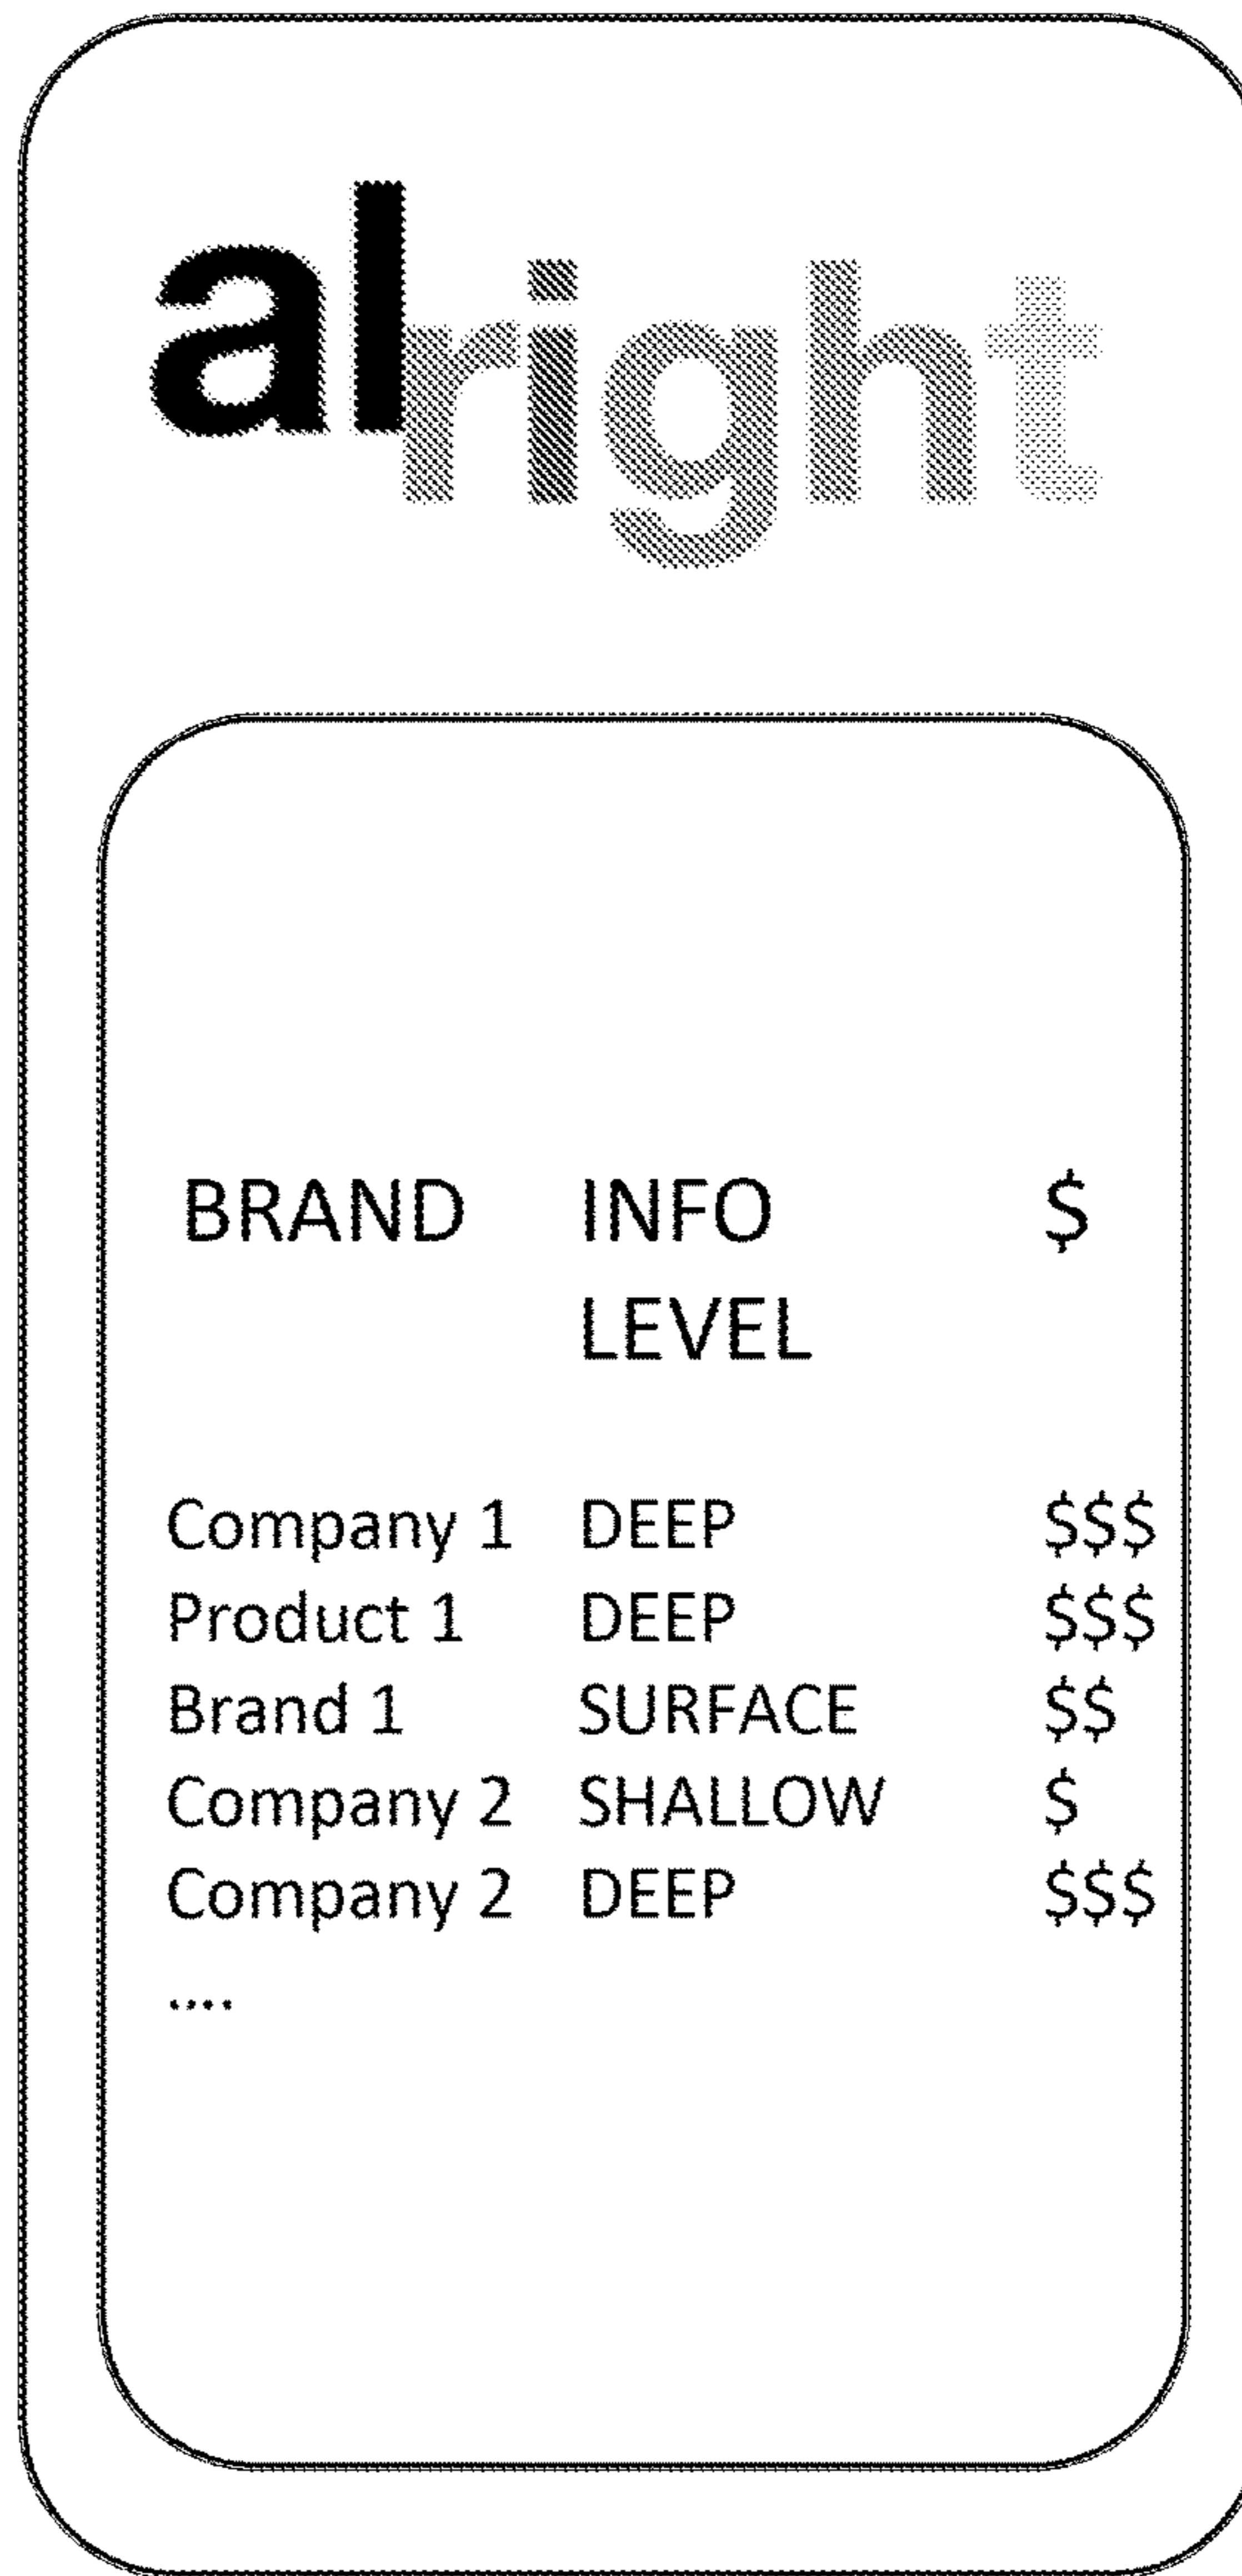 alright
BRAND INFO $
LEVEL
Company 1 DEEP $$$
Product 1 DEEP $$$
Brand 1 SURFACE $$
Company 2 SHALLOW $
Company 2 DEEP $$$
....